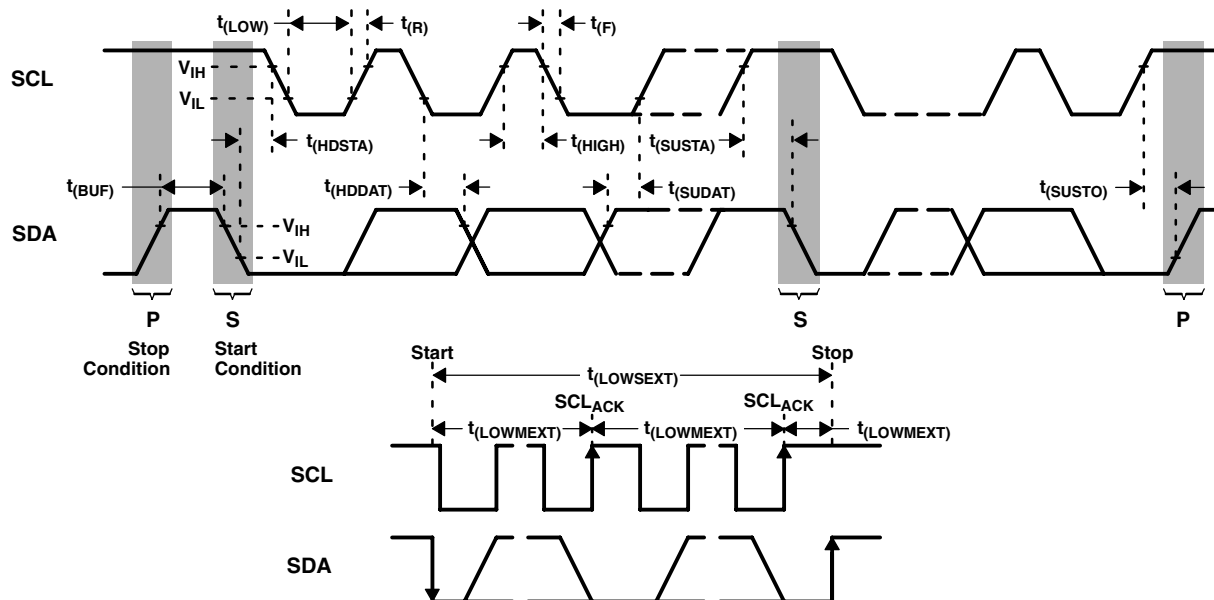 t(LOW) t(R) t(F)
SCL
VIH
VIL
t(HDSTA) t(HIGH) t(SUSTA)
t(BUF) t(HDDAT) t(SUDAT) t(SUSTO)
SDA
VIH
VIL
P S S P
Stop Condition
Start Condition
Start Stop
t(LOWSEXT)
SCLACK SCLACK
t(LOWMEXT) t(LOWMEXT) t(LOWMEXT)
SCL
SDA